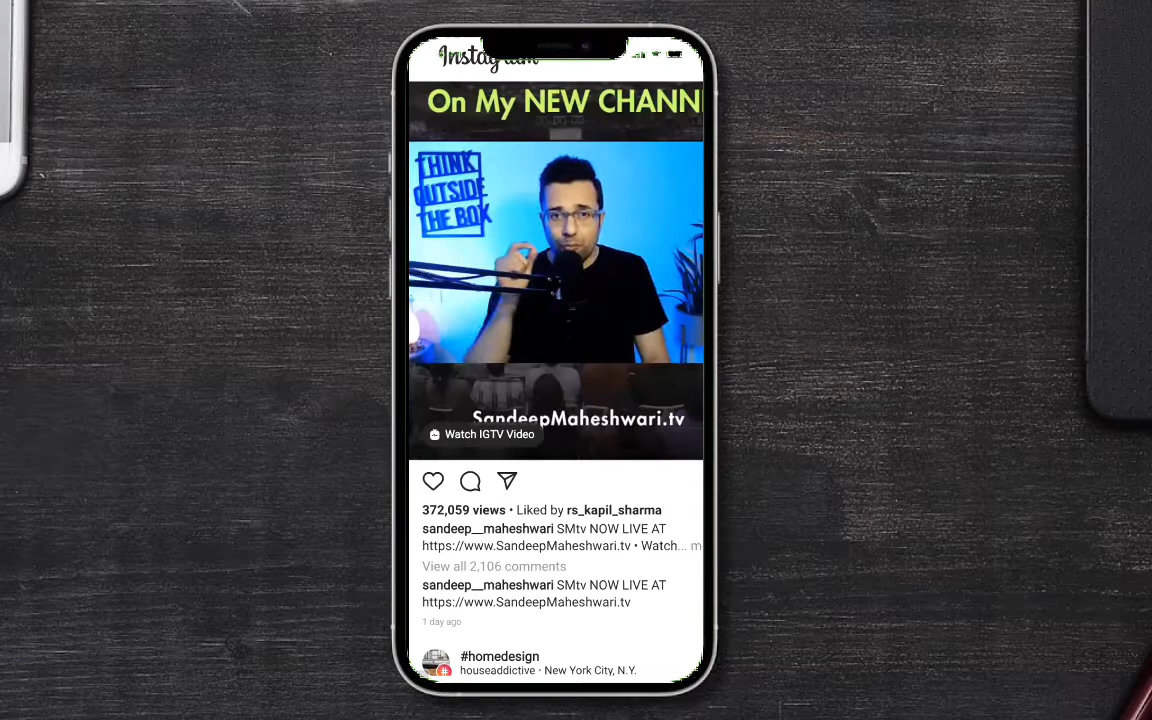 Instagram
On My NEW CHANN
THINK
OUTSIDE
THE BOX
SandeepMaheshwari.tv
Watch IGTV Video
372,059 views • Liked by rs_kapil_sharma
sandeep__maheshwari SMtv NOW LIVE AT
https://www.SandeepMaheshwari.tv • Watch... m
View all 2,106 comments
sandeep__maheshwari SMtv NOW LIVE AT
https://www.SandeepMaheshwari.tv
1 day ago
#homedesign
houseaddictive · New York City, N.Y.